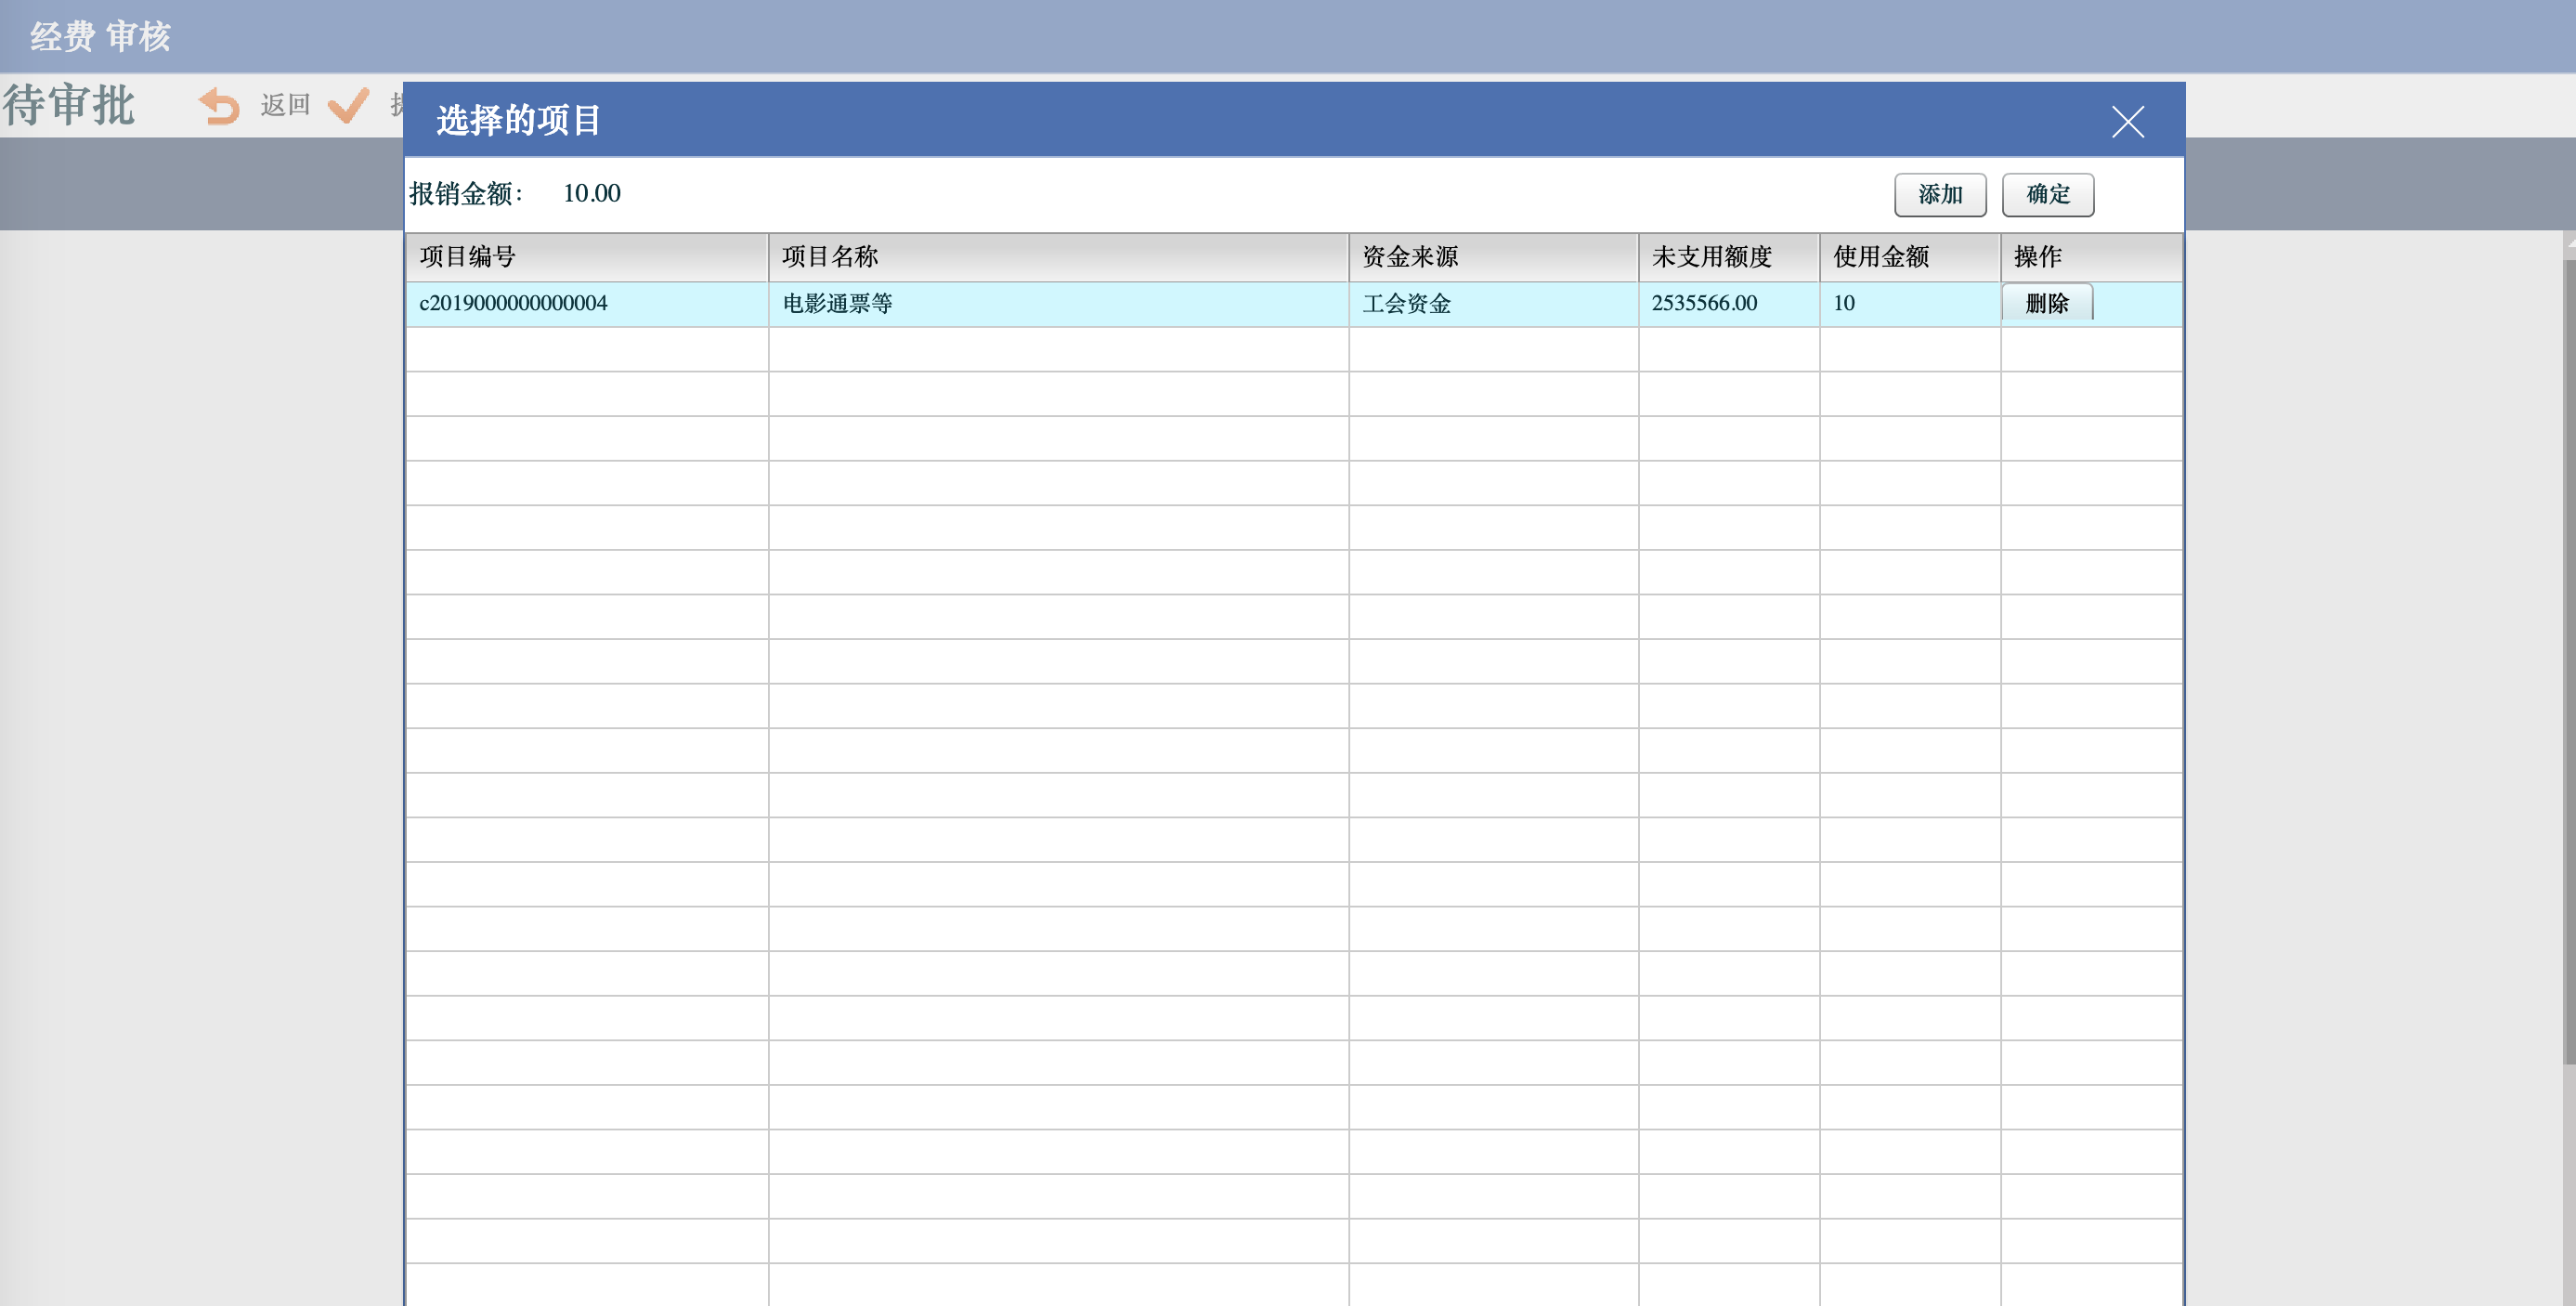 经费 审核
待审批 返回
选择的项目
报销金额： 10.00 添加 确定
项目编号 项目名称 资金来源 未支用额度 使用金额 操作
c2019000000000004 电影通票等 工会资金 2535566.00 10 删除